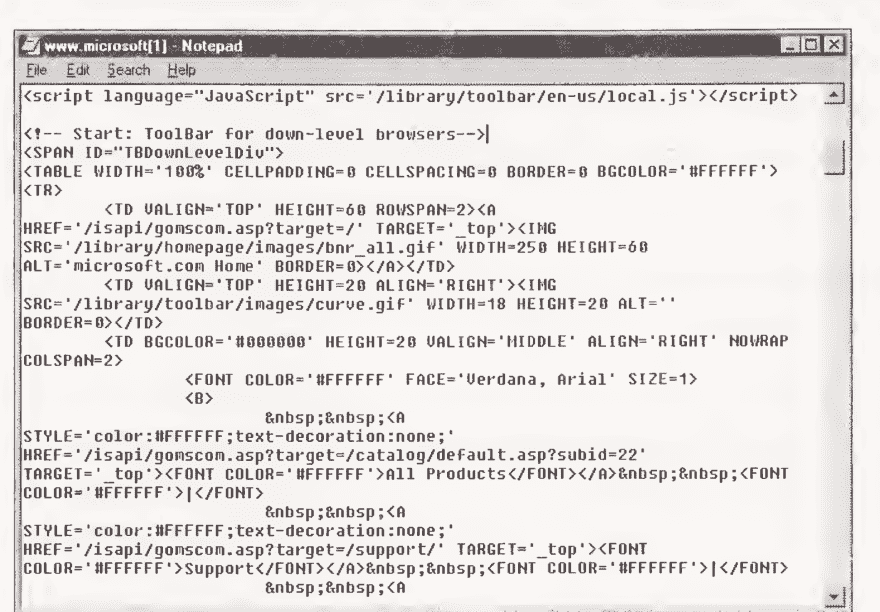 www.microsoft[1] - Notepad
File Edit Search Help
<script language="JavaScript" src='/library/toolbar/en-us/local.js'></script>
<!-- Start: ToolBar for down-level browsers-->
<SPAN ID="TBDownLevelDiv">
<TABLE WIDTH='100%' CELLPADDING=0 CELLSPACING=0 BORDER=0 BGCOLOR='#FFFFFF'>
<TR>
<TD VALIGN='TOP' HEIGHT=60 ROWSPAN=2><A
HREF='/isapi/gomscom.asp?target=/' TARGET='_top'><IMG
SRC='/library/homepage/images/bnr_all.gif' WIDTH=250 HEIGHT=60
ALT='microsoft.com Home' BORDER=0></A></TD>
<TD VALIGN='TOP' HEIGHT=20 ALIGN='RIGHT'><IMG
SRC='/library/toolbar/images/curve.gif' WIDTH=18 HEIGHT=20 ALT=''
BORDER=0></TD>
<TD BGCOLOR='#000000' HEIGHT=20 VALIGN='MIDDLE' ALIGN='RIGHT' NOWRAP
COLSPAN=2>
<FONT COLOR='#FFFFFF' FACE='Verdana, Arial' SIZE=1>
<B>
&nbsp;&nbsp;<A
STYLE='color:#FFFFFF;text-decoration:none;'
HREF='/isapi/gomscom.asp?target=/catalog/default.asp?subid=22'
TARGET='_top'><FONT COLOR='#FFFFFF'>All Products</FONT></A>&nbsp;&nbsp;<FONT
COLOR='#FFFFFF'>|</FONT>
&nbsp;&nbsp;<A
STYLE='color:#FFFFFF;text-decoration:none;'
HREF='/isapi/gomscom.asp?target=/support/' TARGET='_top'><FONT
COLOR='#FFFFFF'>Support</FONT></A>&nbsp;&nbsp;<FONT COLOR='#FFFFFF'>|</FONT>
&nbsp;&nbsp;<A